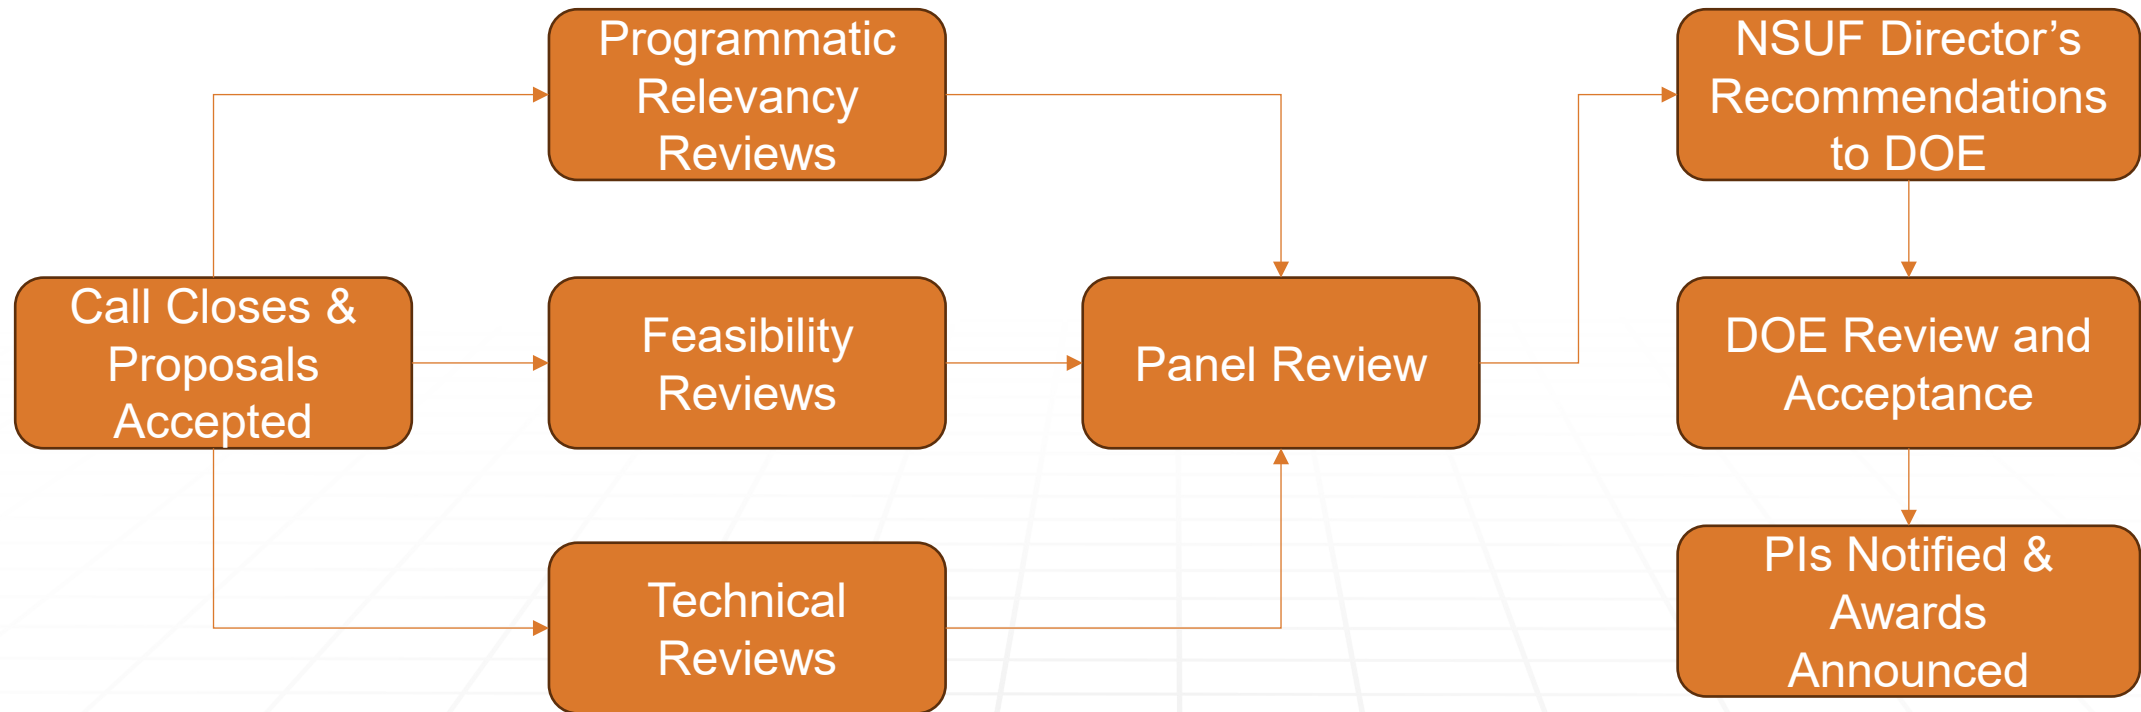 Call Closes &
Proposals
Accepted
Programmatic
Relevancy
Reviews
Feasibility
Reviews
Technical
Reviews
Panel Review
NSUF Director’s
Recommendations
to DOE
DOE Review and
Acceptance
PIs Notified &
Awards
Announced